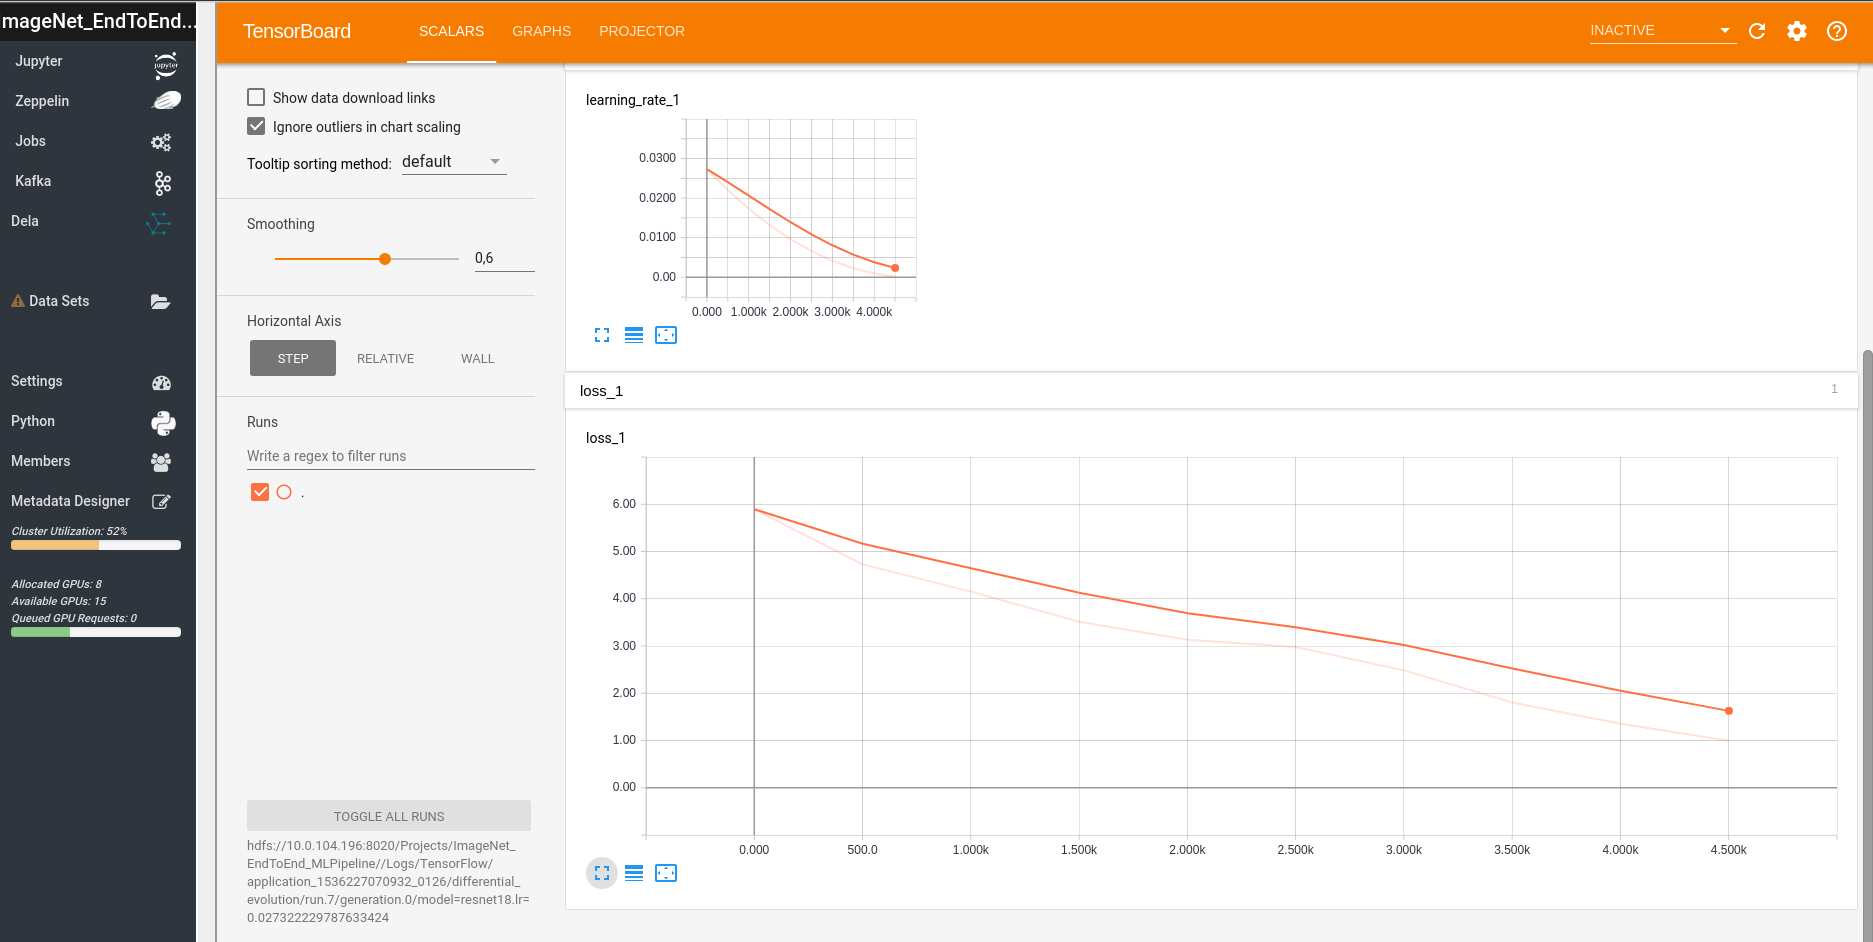 mageNet_EndToEnd...
Jupyter
jupyter
Zeppelin
Jobs
Kafka
Dela
Data Sets
Settings
Python
Members
Metadata Designer
Cluster Utilization: 52%
Allocated GPUs: 8
Available GPUs: 15
Queued GPU Requests: 0
TensorBoard
SCALARS
GRAPHS
PROJECTOR
INACTIVE
Show data download links
Ignore outliers in chart scaling
Tooltip sorting method: default
Smoothing
0,6
Horizontal Axis
STEP
RELATIVE
WALL
Runs
Write a regex to filter runs
.
TOGGLE ALL RUNS
hdfs://10.0.104.196:8020/Projects/ImageNet_
EndToEnd_MLPipeline//Logs/TensorFlow/
application_1536227070932_0126/differential_
evolution/run.7/generation.0/model=resnet18.lr=
0.027322229787633424
learning_rate_1
0.0300
0.0200
0.0100
0.00
0.000 1.000k 2.000k 3.000k 4.000k
loss_1
1
loss_1
6.00
5.00
4.00
3.00
2.00
1.00
0.00
0.000 500.0 1.000k 1.500k 2.000k 2.500k 3.000k 3.500k 4.000k 4.500k